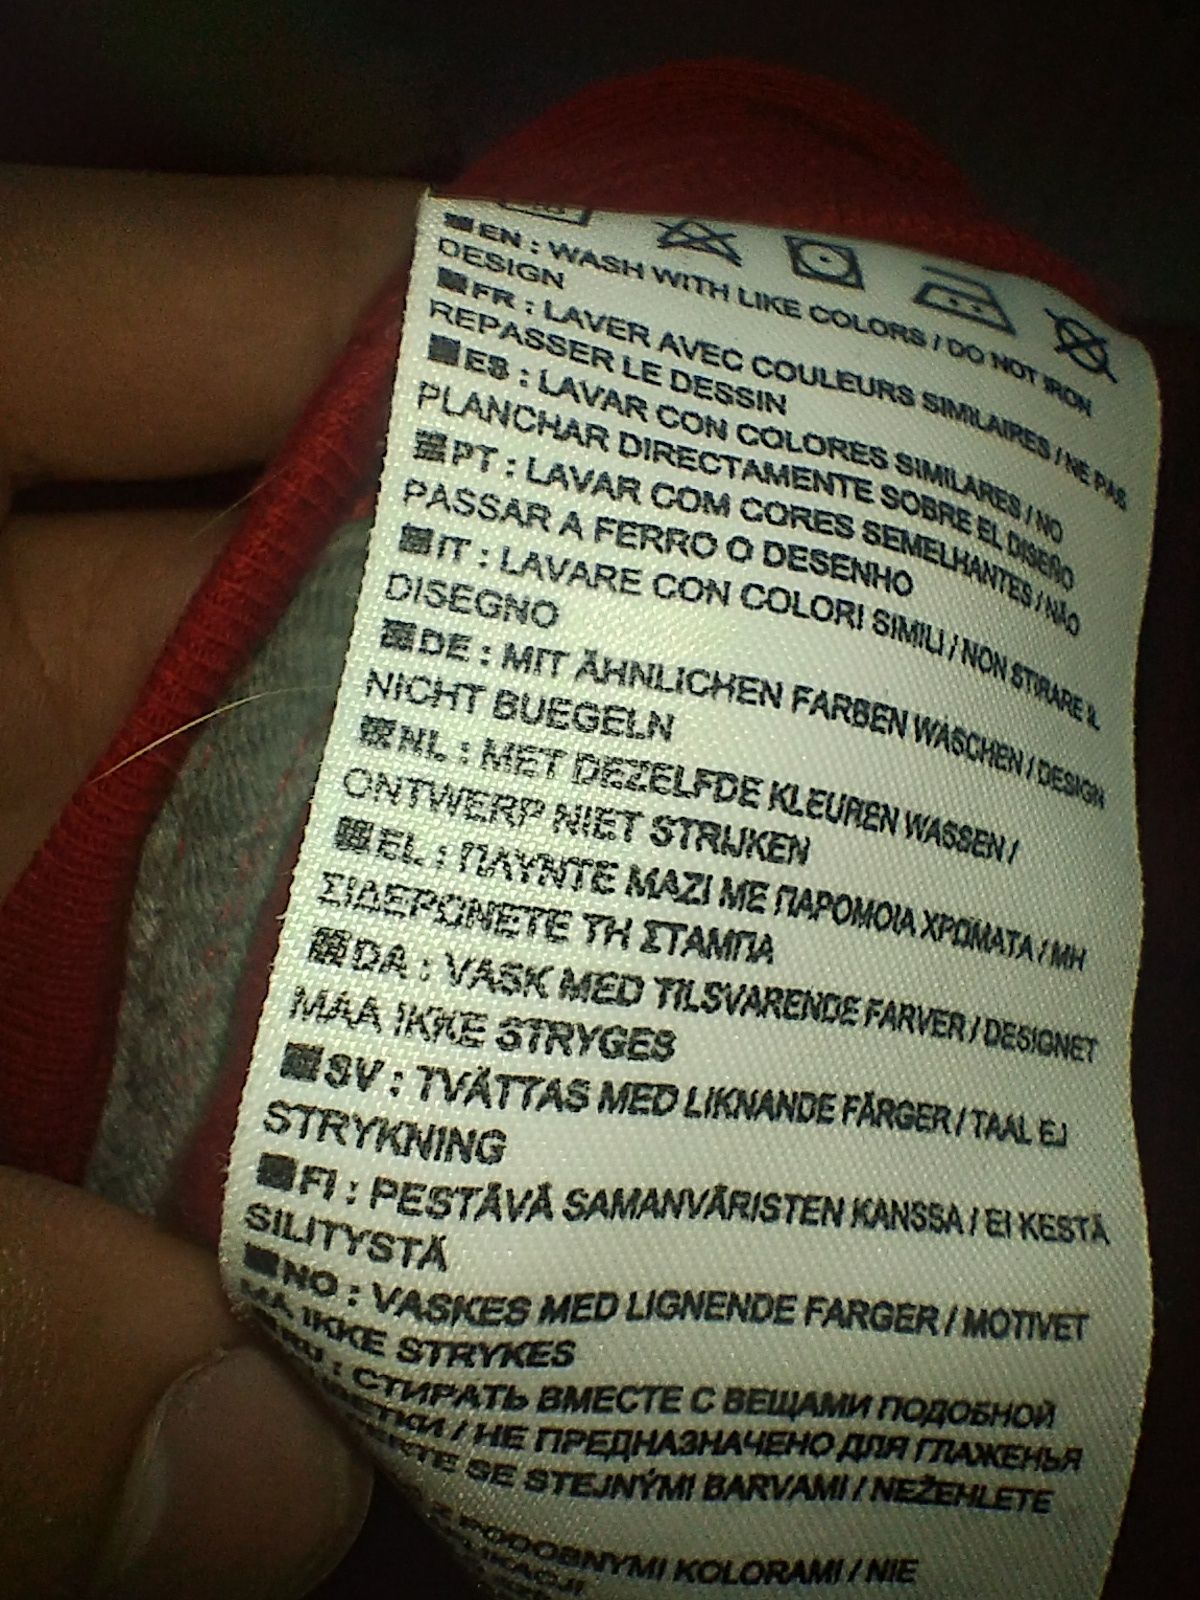 EN : WASH WITH LIKE COLORS / DO NOT IRON
DESIGN
FR : LAVER AVEC COULEURS SIMILAIRES / NE PAS
REPASSER LE DESSIN
ES : LAVAR CON COLORES SIMILARES / NO
PLANCHAR DIRECTAMENTE SOBRE EL DISEÑO
PT : LAVAR COM CORES SEMELHANTES / NÃO
PASSAR A FERRO O DESENHO
IT : LAVARE CON COLORI SIMILI / NON STIRARE IL
DISEGNO
DE : MIT ÄHNLICHEN FARBEN WASCHEN / DESIGN
NICHT BUEGELN
NL : MET DEZELFDE KLEUREN WASSEN /
ONTWERP NIET STRIJKEN
EL : ΠΛΥΝΤΕ ΜΑΖΙ ΜΕ ΠΑΡΟΜΟΙΑ ΧΡΩΜΑΤΑ / ΜΗ
ΣΙΔΕΡΩΝΕΤΕ ΤΗ ΣΤΑΜΠΑ
DA : VASK MED TILSVARENDE FARVER / DESIGNET
MAA IKKE STRYGES
SV : TVÄTTAS MED LIKNANDE FÄRGER / TAAL EJ
STRYKNING
FI : PESTÄVÄ SAMANVÄRISTEN KANSSA / EI KESTÄ
SILITYSTÄ
NO : VASKES MED LIGNENDE FARGER / MOTIVET
MÅ IKKE STRYKES
RU : СТИРАТЬ ВМЕСТЕ С ВЕЩАМИ ПОДОБНОЙ
/ НЕ ПРЕДНАЗНАЧЕНО ДЛЯ ГЛАЖЕНЬЯ
SE STEJNÝMI BARVAMI / NEŽEHLETE
Z PODOBNYMI KOLORAMI / NIE